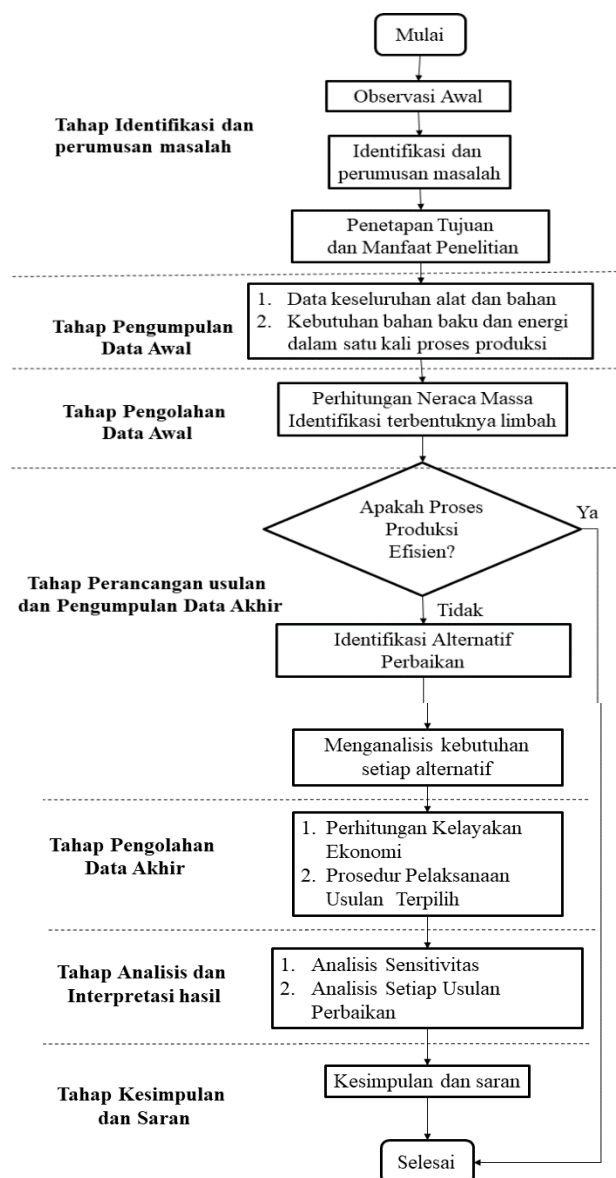 Mulai
Observasi Awal
Tahap Identifikasi dan
perumusan masalah
Identifikasi dan
perumusan masalah
Penetapan Tujuan
dan Manfaat Penelitian
Tahap Pengumpulan
Data Awal
1. Data keseluruhan alat dan bahan
2. Kebutuhan bahan baku dan energi
dalam satu kali proses produksi
Tahap Pengolahan
Data Awal
Perhitungan Neraca Massa
Identifikasi terbentuknya limbah
Apakah Proses
Produksi
Efisien?
Ya
Tahap Perancangan usulan
dan Pengumpulan Data Akhir
Tidak
Identifikasi Alternatif
Perbaikan
Menganalisis kebutuhan
setiap alternatif
Tahap Pengolahan
Data Akhir
1. Perhitungan Kelayakan
Ekonomi
2. Prosedur Pelaksanaan
Usulan Terpilih
Tahap Analisis dan
Interpretasi hasil
1. Analisis Sensitivitas
2. Analisis Setiap Usulan
Perbaikan
Tahap Kesimpulan
dan Saran
Kesimpulan dan saran
Selesai